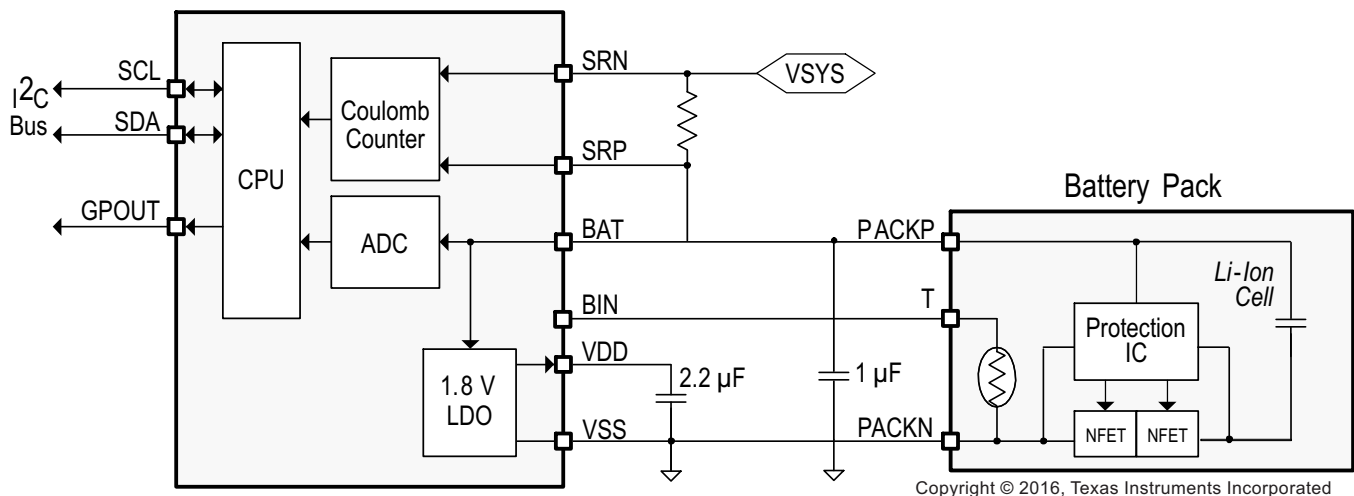 SCL
I2C
Bus
SDA
GPOUT
CPU
Coulomb
Counter
ADC
1.8 V
LDO
SRN
VSYS
SRP
BAT
BIN
VDD
VSS
2.2 µF
1 µF
Battery Pack
PACKP
T
PACKN
Li-Ion
Cell
Protection
IC
NFET
NFET
Copyright © 2016, Texas Instruments Incorporated